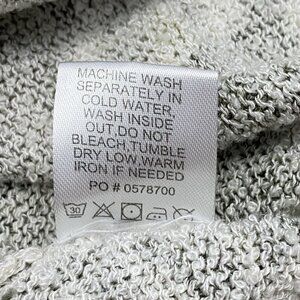 MACHINE WASH
SEPARATELY IN
COLD WATER,
WASH INSIDE
OUT,DO NOT
BLEACH,TUMBLE
DRY LOW,WARM
IRON IF NEEDED
PO # 0578700
30